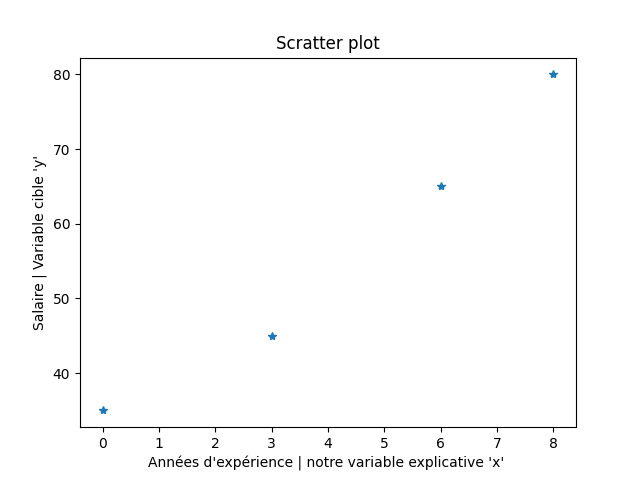 Scratter plot
80
70
60
50
40
Salaire | Variable cible 'y'
0 1 2 3 4 5 6 7 8
Années d'expérience | notre variable explicative 'x'